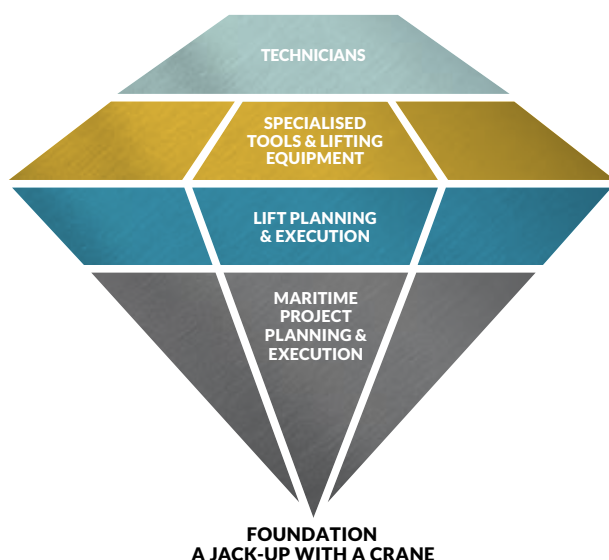 TECHNICIANS
SPECIALISED
TOOLS & LIFTING
EQUIPMENT
LIFT PLANNING
& EXECUTION
MARITIME
PROJECT
PLANNING &
EXECUTION
FOUNDATION
A JACK-UP WITH A CRANE